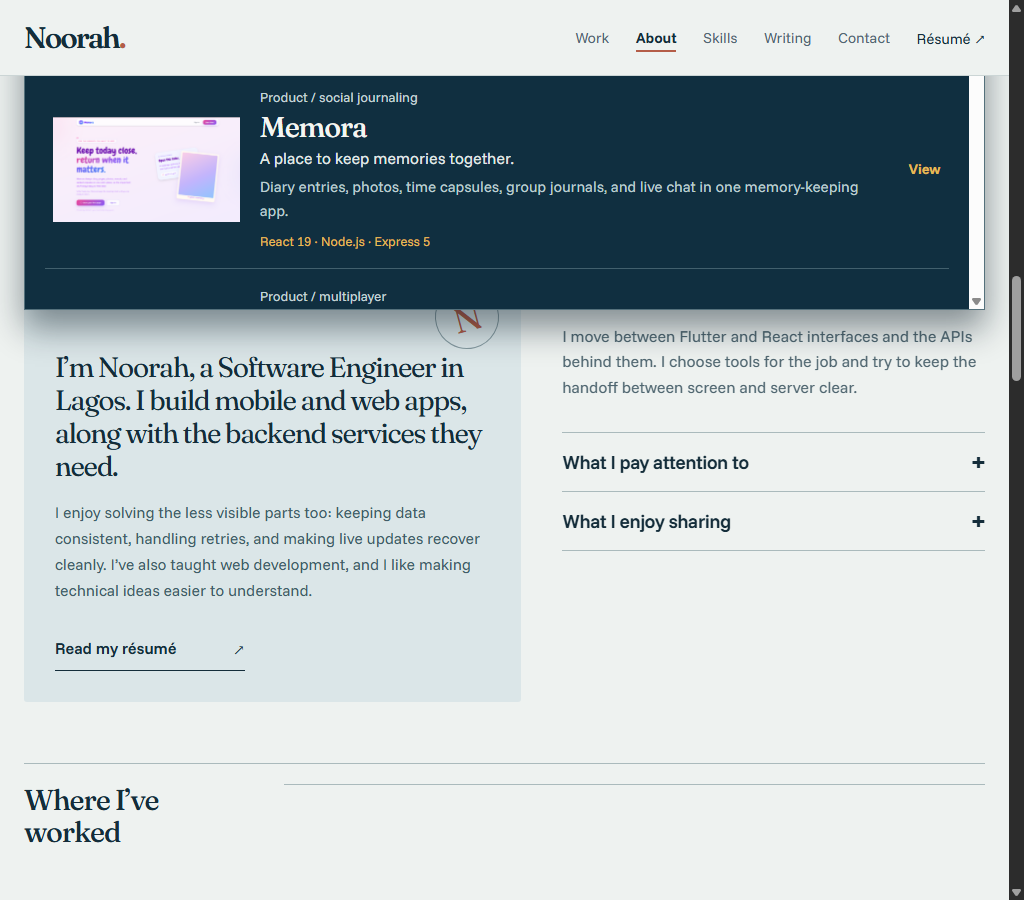 Noorah.
Work
About
Skills
Writing
Contact
Résumé ↗
Product / social journaling
Memora
A place to keep memories together.
Diary entries, photos, time capsules, group journals, and live chat in one memory-keeping
app.
React 19 · Node.js · Express 5
View
Keep today close,
return when it
matters.
Product / multiplayer
N
I’m Noorah, a Software Engineer in
Lagos. I build mobile and web apps,
along with the backend services they
need.
I enjoy solving the less visible parts too: keeping data
consistent, handling retries, and making live updates recover
cleanly. I’ve also taught web development, and I like making
technical ideas easier to understand.
Read my résumé ↗
I move between Flutter and React interfaces and the APIs
behind them. I choose tools for the job and try to keep the
handoff between screen and server clear.
What I pay attention to +
What I enjoy sharing +
Where I’ve
worked